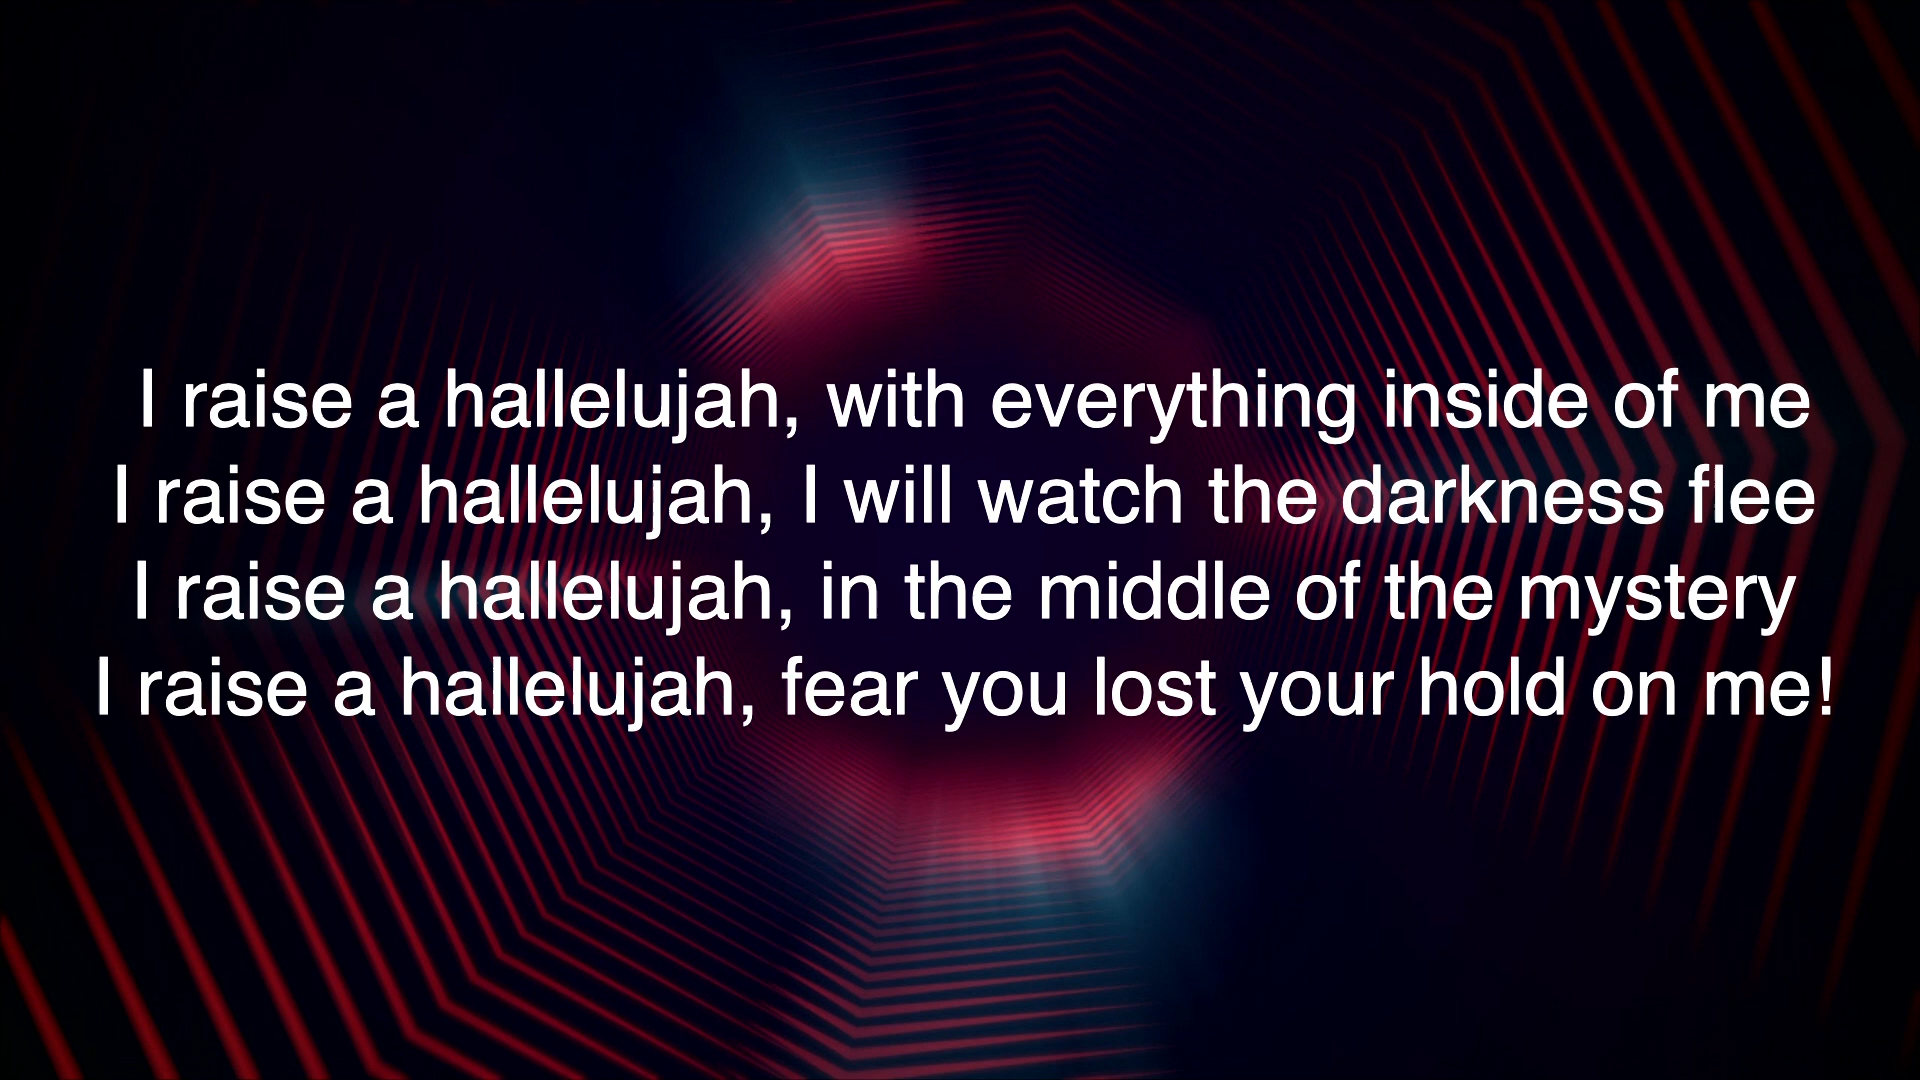 I raise a hallelujah, with everything inside of me
I raise a hallelujah, I will watch the darkness flee
I raise a hallelujah, in the middle of the mystery
I raise a hallelujah, fear you lost your hold on me!